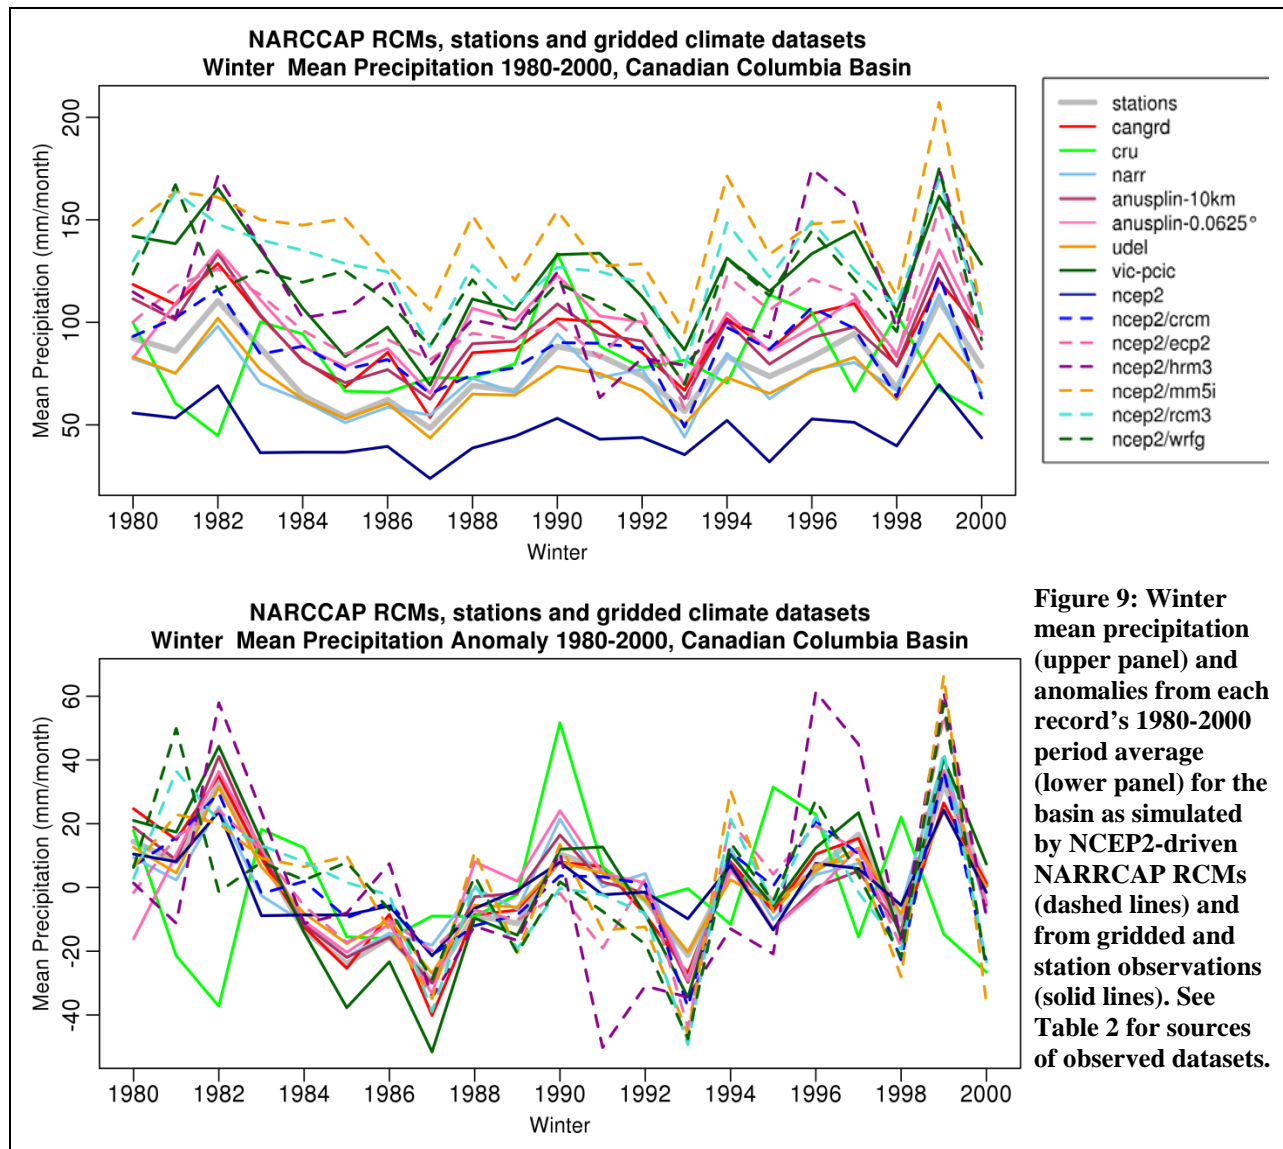 NARCCAP RCMs, stations and gridded climate datasets
Winter Mean Precipitation 1980-2000, Canadian Columbia Basin
Mean Precipitation (mm/month)
200
150
100
50
1980 1982 1984 1986 1988 1990 1992 1994 1996 1998 2000
Winter
stations
cangrd
cru
narr
anusplin-10km
anusplin-0.0625°
udel
vic-pcic
ncep2
ncep2/crcm
ncep2/ecp2
ncep2/hrm3
ncep2/mm5i
ncep2/rcm3
ncep2/wrfg
NARCCAP RCMs, stations and gridded climate datasets
Winter Mean Precipitation Anomaly 1980-2000, Canadian Columbia Basin
Mean Precipitation (mm/month)
60
40
20
0
-20
-40
1980 1982 1984 1986 1988 1990 1992 1994 1996 1998 2000
Winter
Figure 9: Winter
mean precipitation
(upper panel) and
anomalies from each
record's 1980-2000
period average
(lower panel) for the
basin as simulated
by NCEP2-driven
NARRCAP RCMs
(dashed lines) and
from gridded and
station observations
(solid lines). See
Table 2 for sources
of observed datasets.